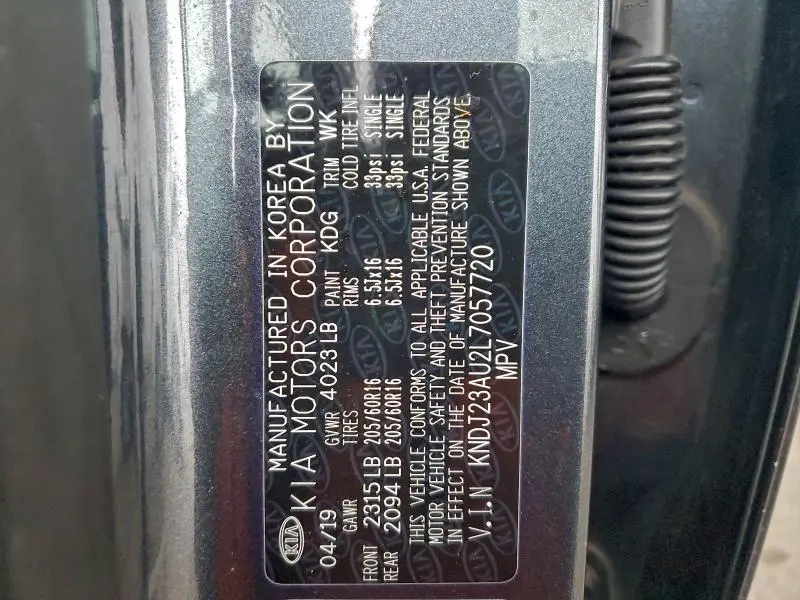 MANUFACTURED IN KOREA BY
KIA KIA MOTORS CORPORATION
04/19 GVWR 4023 LB PAINT KDG TRIM WK
GAWR TIRES RIMS COLD TIRE INFL
FRONT 2315 LB 205/60R16 6.5Jx16 33psi SINGLE
REAR 2094 LB 205/60R16 6.5Jx16 33psi SINGLE
THIS VEHICLE CONFORMS TO ALL APPLICABLE U.S.A. FEDERAL
MOTOR VEHICLE SAFETY AND THEFT PREVENTION STANDARDS
IN EFFECT ON THE DATE OF MANUFACTURE SHOWN ABOVE.
V.I.N KNDJ23AU2L7057720
MPV